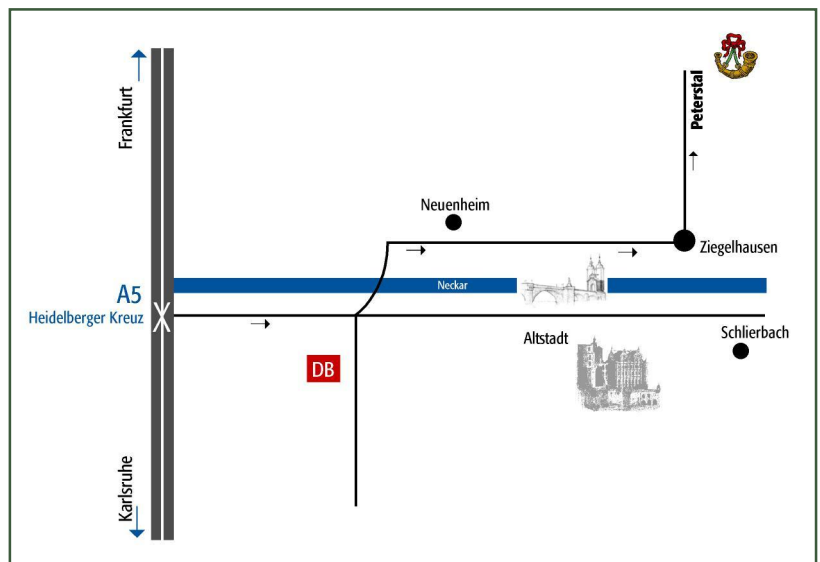 Frankfurt
Peterstal
Neuenheim
Ziegelhausen
Neckar
A5
Heidelberger Kreuz
Altstadt
Schlierbach
DB
Karlsruhe